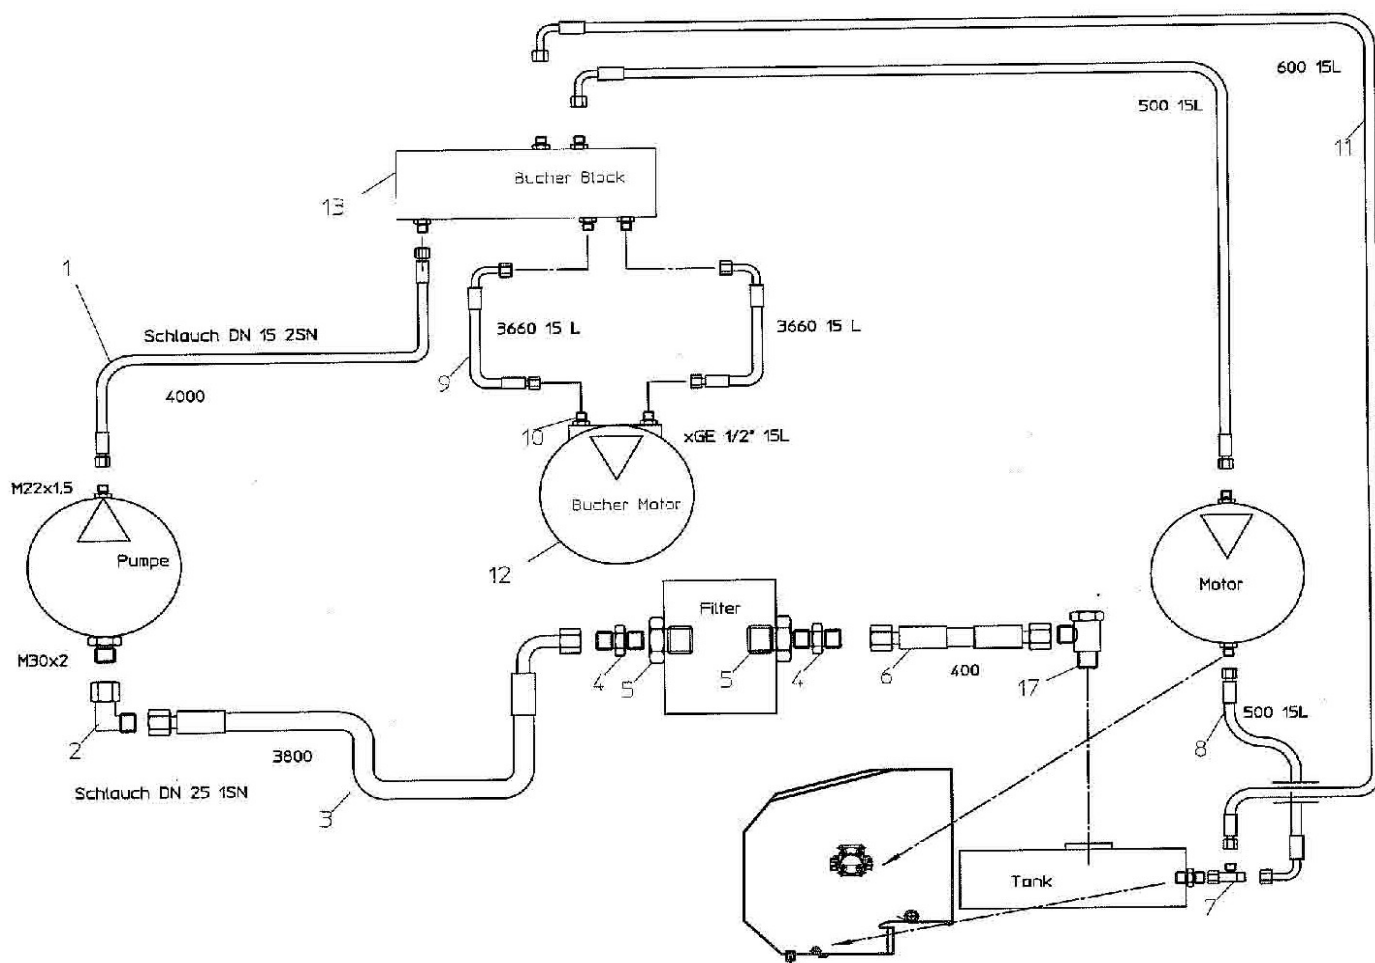 600 15L
500 15L
11
Bucher Block
13
1
Schlauch DN 15 2SN
3660 15 L
3660 15 L
9
4000
10
xGE 1/2" 15L
M22x1,5
Bucher Motor
Pumpe
12
Motor
Filter
M30x2
4
5
5
4
6
400
17
2
3800
8
500 15L
Schlauch DN 25 1SN
3
Tank
7